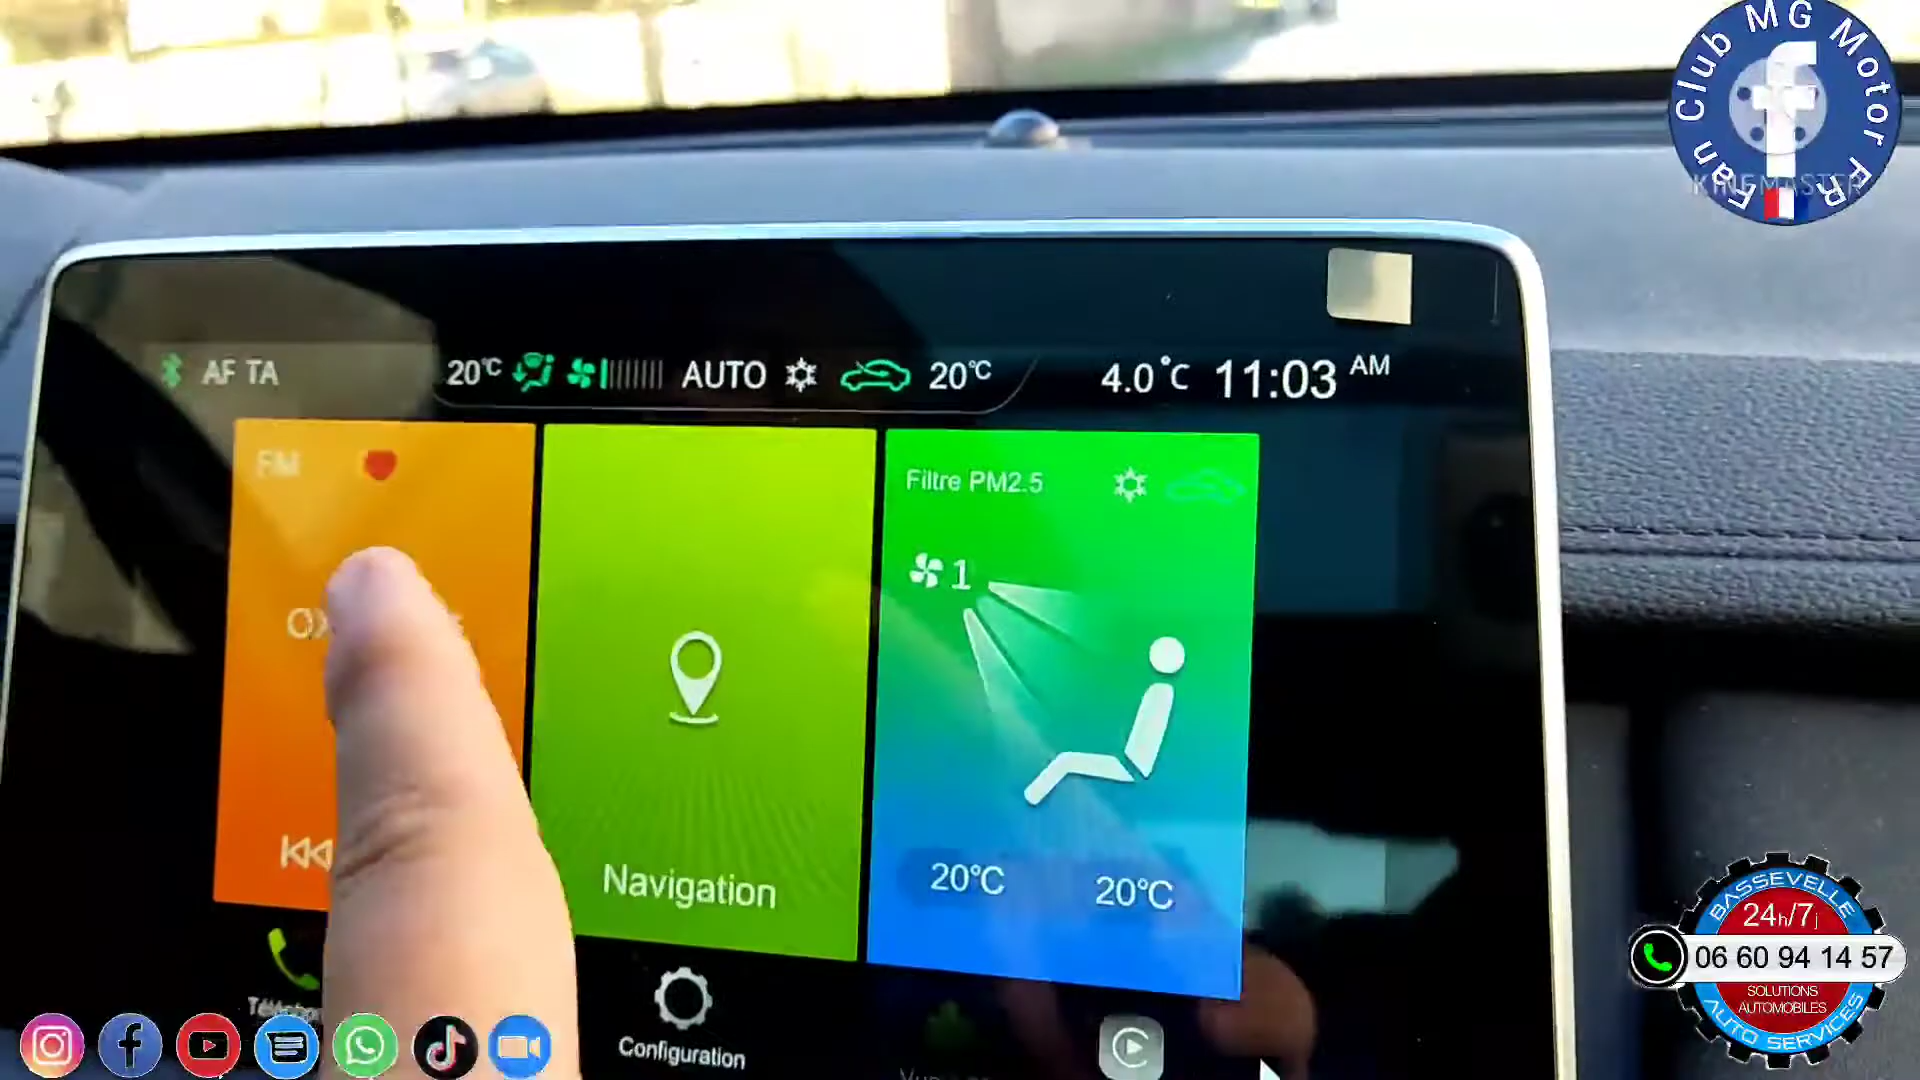 Fan Club MG Motor FR
KINEMASTER
AF TA
20°C
AUTO
20°C
4.0°C 11:03 AM
FM
Filtre PM2.5
1
Navigation
20°C
20°C
Configuration
BASSEVELLE
24h/7j
06 60 94 14 57
SOLUTIONS
AUTOMOBILES
AUTO SERVICES